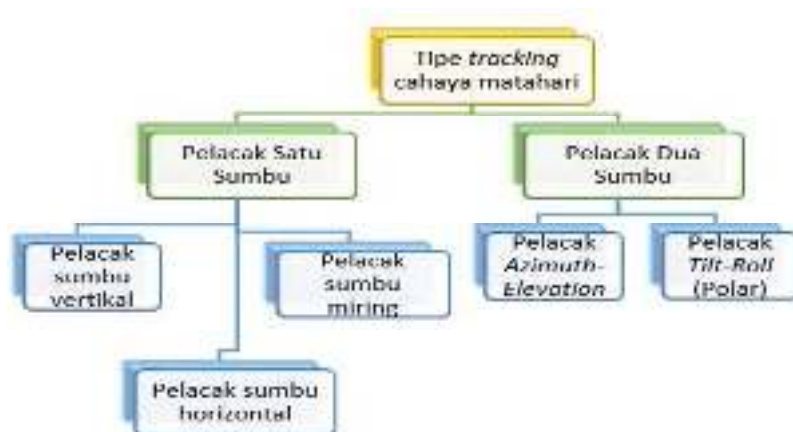 Tipe tracking
cahaya matahari
Pelacak Satu
Sumbu
Pelacak Dua
Sumbu
Pelacak
sumbu
vertikal
Pelacak
sumbu
miring
Pelacak
Azimuth-
Elevation
Pelacak
Tilt-Roll
(Polar)
Pelacak sumbu
horizontal